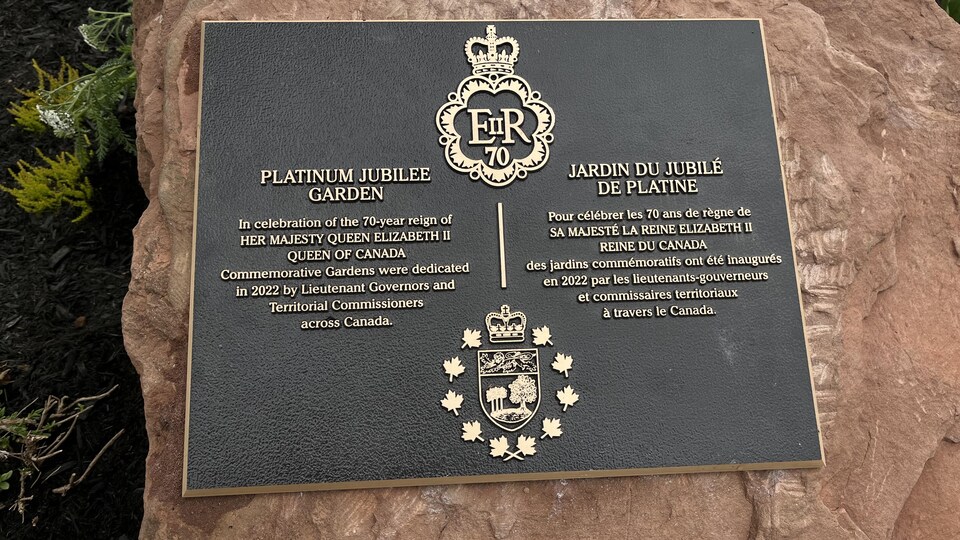 EIIR
70
PLATINUM JUBILEE
GARDEN
In celebration of the 70-year reign of
HER MAJESTY QUEEN ELIZABETH II
QUEEN OF CANADA
Commemorative Gardens were dedicated
in 2022 by Lieutenant Governors and
Territorial Commissioners
across Canada.
JARDIN DU JUBILÉ
DE PLATINE
Pour célébrer les 70 ans de règne de
SA MAJESTÉ LA REINE ELIZABETH II
REINE DU CANADA
des jardins commémoratifs ont été inaugurés
en 2022 par les lieutenants-gouverneurs
et commissaires territoriaux
à travers le Canada.